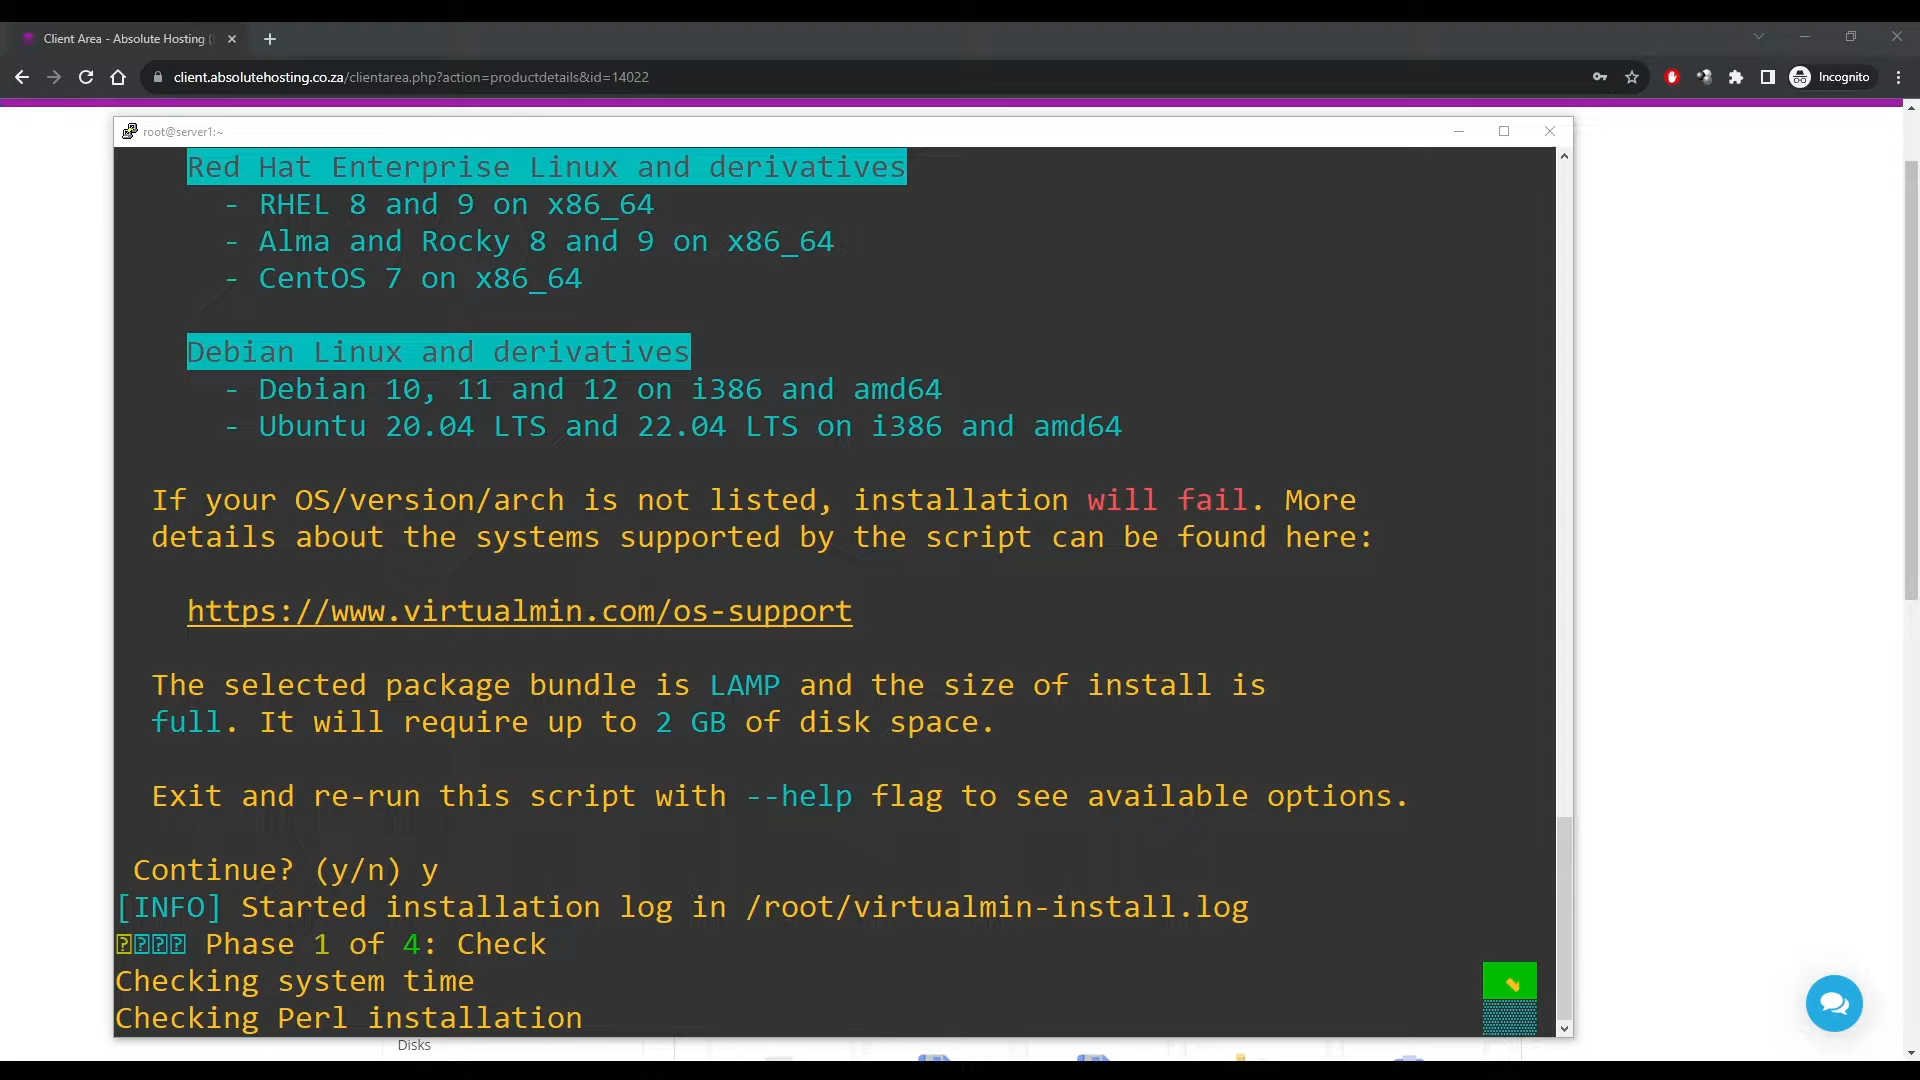 Client Area - Absolute Hosting (
client.absolutehosting.co.za/clientarea.php?action=productdetails&id=14022
Incognito
root@server1:~
Red Hat Enterprise Linux and derivatives
- RHEL 8 and 9 on x86_64
- Alma and Rocky 8 and 9 on x86_64
- CentOS 7 on x86_64
Debian Linux and derivatives
- Debian 10, 11 and 12 on i386 and amd64
- Ubuntu 20.04 LTS and 22.04 LTS on i386 and amd64
If your OS/version/arch is not listed, installation will fail. More
details about the systems supported by the script can be found here:
https://www.virtualmin.com/os-support
The selected package bundle is LAMP and the size of install is
full. It will require up to 2 GB of disk space.
Exit and re-run this script with --help flag to see available options.
Continue? (y/n) y
[INFO] Started installation log in /root/virtualmin-install.log
Phase 1 of 4: Check
Checking system time
Checking Perl installation
Disks